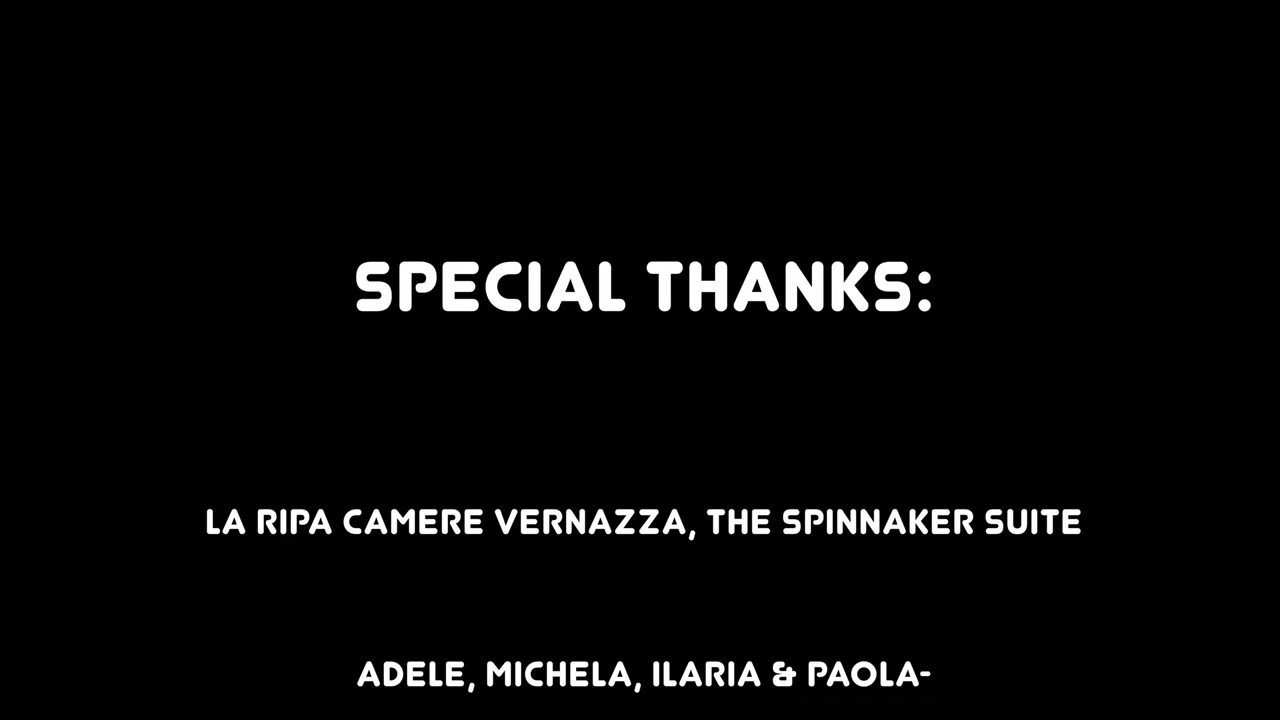 SPECIAL THANKS:
LA RIPA CAMERE VERNAZZA, THE SPINNAKER SUITE
ADELE, MICHELA, ILARIA & PAOLA-